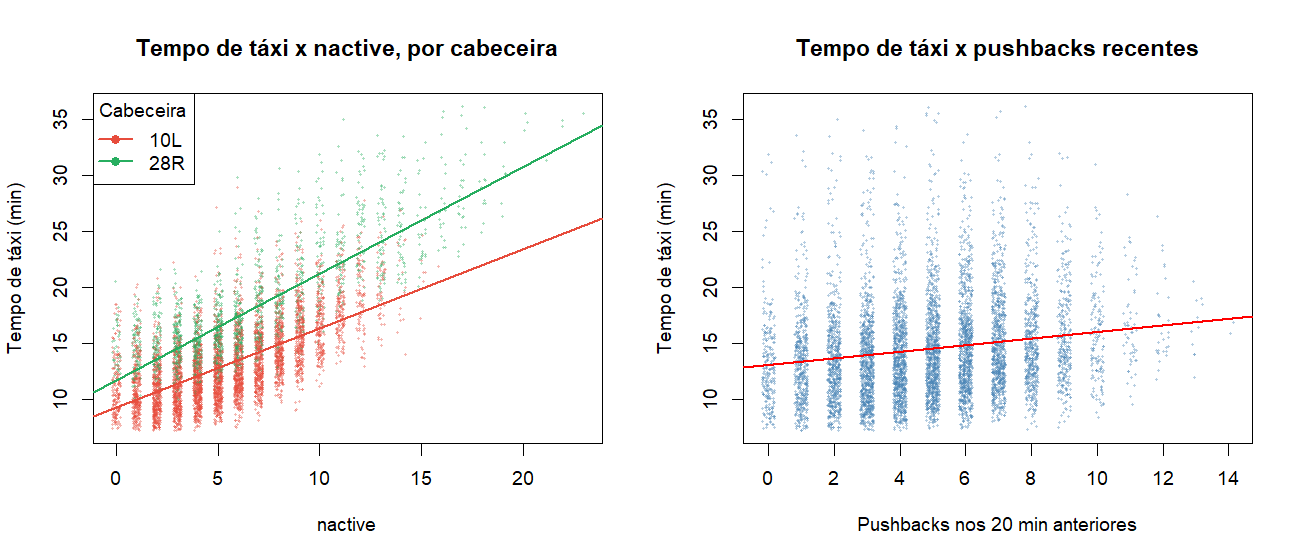 Tempo de táxi x nactive, por cabeceira
Tempo de táxi (min)
35
30
25
20
15
10
Cabeceira
10L
28R
0 5 10 15 20
nactive
Tempo de táxi x pushbacks recentes
Tempo de táxi (min)
35
30
25
20
15
10
0 2 4 6 8 10 12 14
Pushbacks nos 20 min anteriores